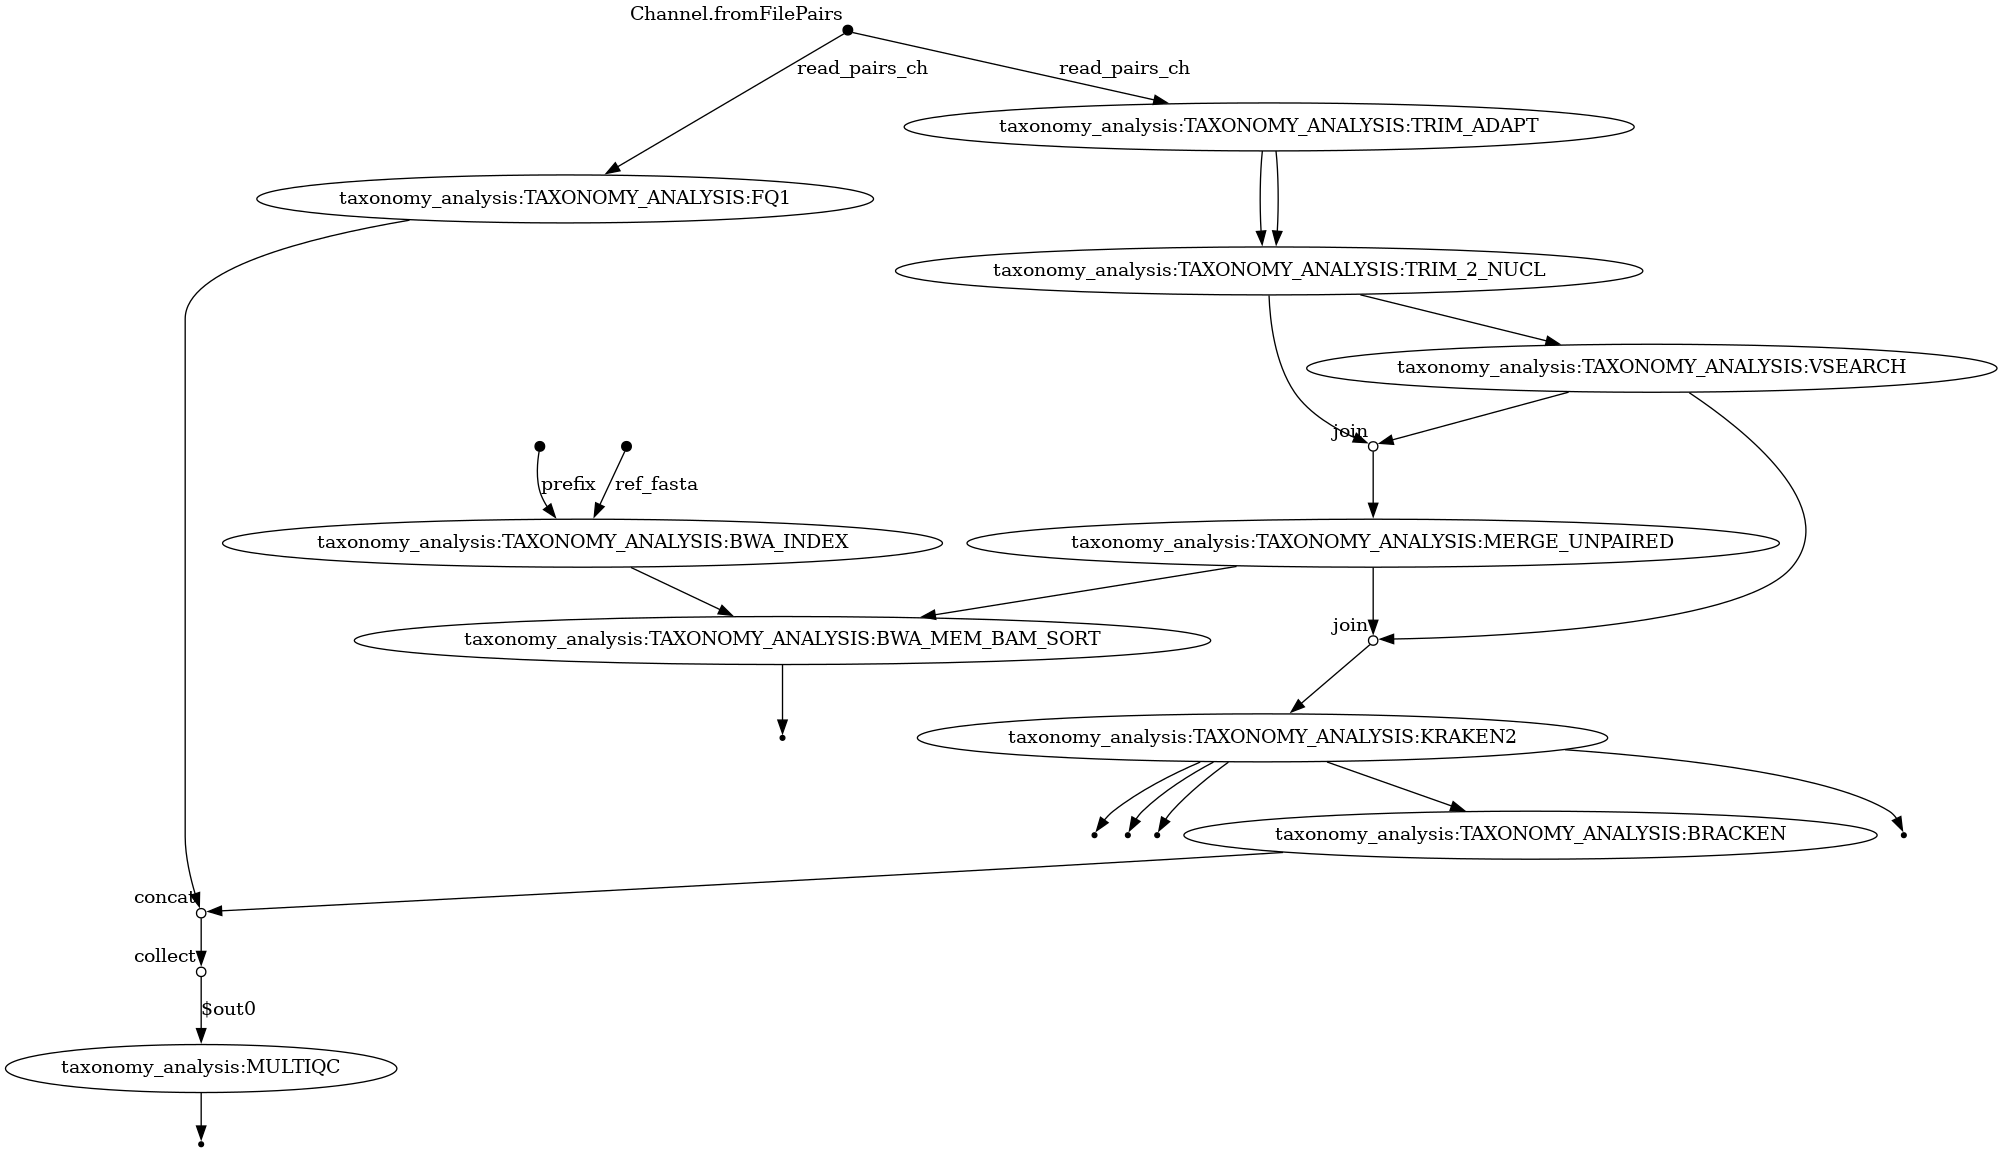 Channel.fromFilePairs
read_pairs_ch
read_pairs_ch
taxonomy_analysis:TAXONOMY_ANALYSIS:TRIM_ADAPT
taxonomy_analysis:TAXONOMY_ANALYSIS:FQ1
taxonomy_analysis:TAXONOMY_ANALYSIS:TRIM_2_NUCL
taxonomy_analysis:TAXONOMY_ANALYSIS:VSEARCH
join
prefix
ref_fasta
taxonomy_analysis:TAXONOMY_ANALYSIS:BWA_INDEX
taxonomy_analysis:TAXONOMY_ANALYSIS:MERGE_UNPAIRED
join
taxonomy_analysis:TAXONOMY_ANALYSIS:BWA_MEM_BAM_SORT
taxonomy_analysis:TAXONOMY_ANALYSIS:KRAKEN2
taxonomy_analysis:TAXONOMY_ANALYSIS:BRACKEN
concat
collect
$out0
taxonomy_analysis:MULTIQC